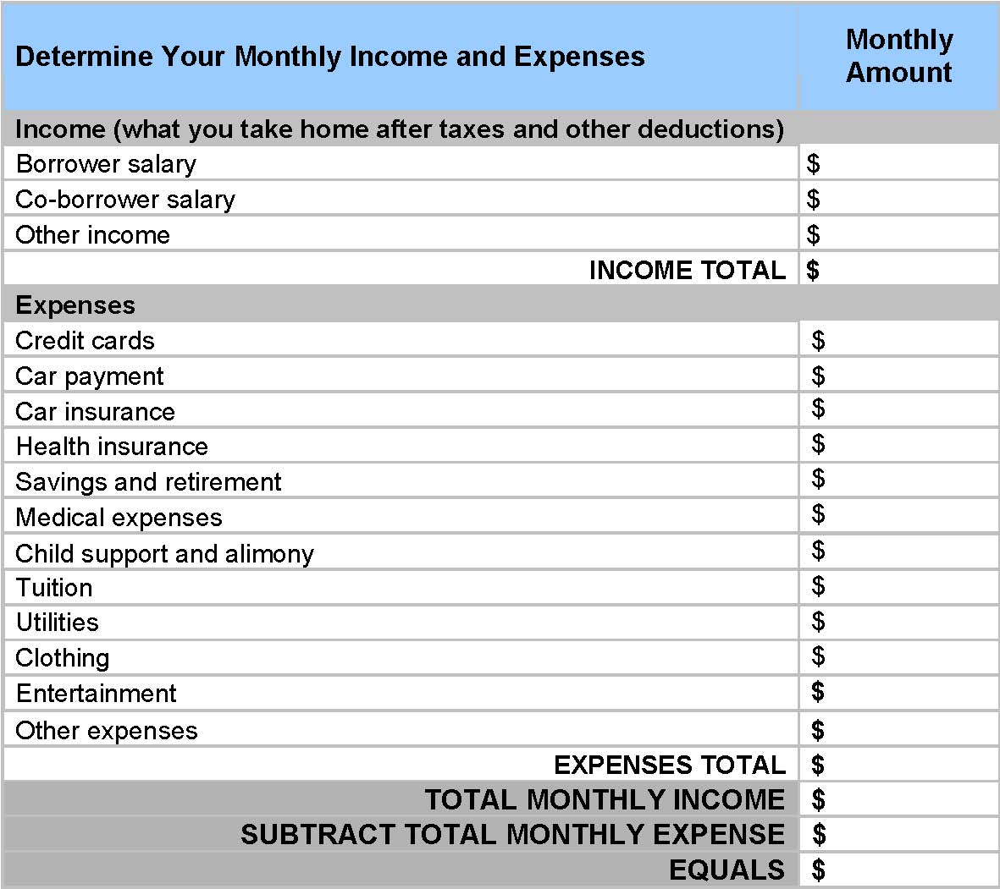 Determine Your Monthly Income and Expenses
Monthly
Amount
Income (what you take home after taxes and other deductions)
Borrower salary $
Co-borrower salary $
Other income $
INCOME TOTAL $
Expenses
Credit cards $
Car payment $
Car insurance $
Health insurance $
Savings and retirement $
Medical expenses $
Child support and alimony $
Tuition $
Utilities $
Clothing $
Entertainment $
Other expenses $
EXPENSES TOTAL $
TOTAL MONTHLY INCOME $
SUBTRACT TOTAL MONTHLY EXPENSE $
EQUALS $